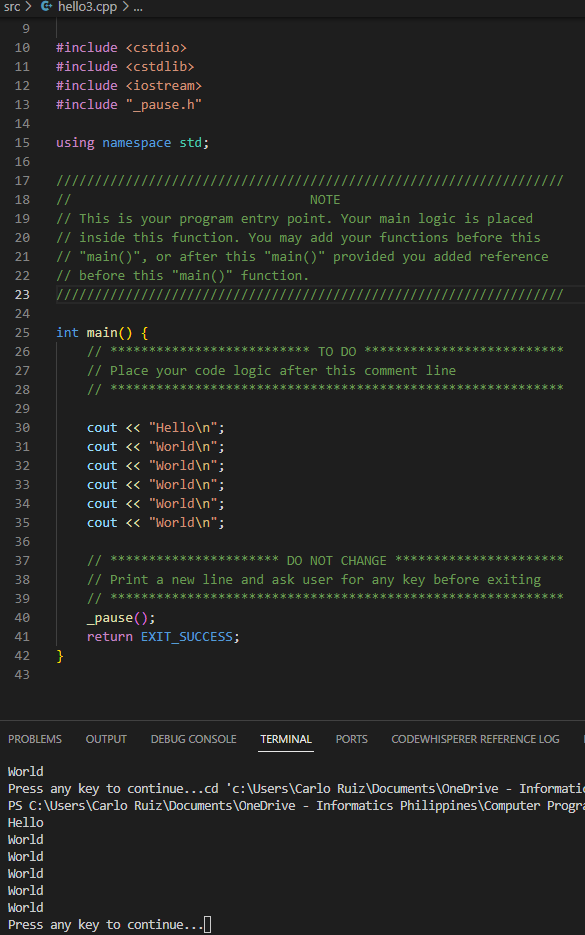 src > hello3.cpp > ...
9
10 #include <cstdio>
11 #include <cstdlib>
12 #include <iostream>
13 #include "_pause.h"
14
15 using namespace std;
16
17 //////////////////////////////////////////////////////////////////
18 // NOTE
19 // This is your program entry point. Your main logic is placed
20 // inside this function. You may add your functions before this
21 // "main()", or after this "main()" provided you added reference
22 // before this "main()" function.
23 //////////////////////////////////////////////////////////////////
24
25 int main() {
26 // ************************** TO DO **************************
27 // Place your code logic after this comment line
28 // ***********************************************************
29
30 cout << "Hello\n";
31 cout << "World\n";
32 cout << "World\n";
33 cout << "World\n";
34 cout << "World\n";
35 cout << "World\n";
36
37 // ********************** DO NOT CHANGE **********************
38 // Print a new line and ask user for any key before exiting
39 // ***********************************************************
40 _pause();
41 return EXIT_SUCCESS;
42 }
43
PROBLEMS OUTPUT DEBUG CONSOLE TERMINAL PORTS CODEWHISPERER REFERENCE LOG
World
Press any key to continue...cd 'c:\Users\Carlo Ruiz\Documents\OneDrive - Informatic
PS C:\Users\Carlo Ruiz\Documents\OneDrive - Informatics Philippines\Computer Progra
Hello
World
World
World
World
World
Press any key to continue...